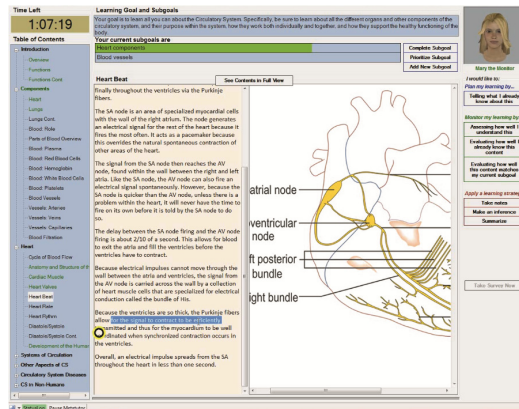 Time Left
1:07:19
Table of Contents
Introduction
Overview
Functions
Functions Cont.
Components
Heart
Lungs
Lungs Cont.
Blood: Role
Parts of Blood Overview
Blood: Plasma
Blood: Red Blood Cells
Blood: Hemoglobin
Blood: White Blood Cells
Blood: Platelets
Blood Vessels
Vessels: Arteries
Vessels: Veins
Vessels: Capillaries
Blood Filtration
Heart
Cycle of Blood Flow
Anatomy and Structure of th
Cardiac Muscle
Heart Valves
Heart Beat
Heart Rate
Heart Rythm
Diastole/Systole
Diastole/Systole Cont.
Development of the Human
Systems of Circulation
Other Aspects of CS
Circulatory System Diseases
CS in Non-Humans
Learning Goal and Subgoals
Your goal is to learn all you can about the Circulatory System. Specifically, be sure to learn about all the different organs and other components of the
circulatory system, and their purpose within the system, how they work both individually and together, and how they support the healthy functioning of the
body.
Your current subgoals are
Heart components
Blood vessels
Complete Subgoal
Prioritize Subgoal
Add New Subgoal
Heart Beat
See Contents in Full View
finally throughout the ventricles via the Purkinje
fibers.
The SA node is an area of specialized myocardial cells
with the wall of the right atrium. The node generates
an electrical signal for the rest of the heart because it
fires the most often. It acts as a pacemaker because
this overrides the natural spontaneous contraction of
other areas of the heart.
The signal from the SA node then reaches the AV
node, found within the wall between the right and left
atria. Like the SA node, the AV node can also fire an
electrical signal spontaneously. However, because the
SA node is quicker than the AV node, unless there is a
problem within the heart, it will never have the time to
fire on its own before it is told by the SA node to do
so.
The delay between the SA node firing and the AV node
firing is about 2/10 of a second. This allows for blood
to exit the atria and fill the ventricles before the
ventricles have to contract.
Because electrical impulses cannot move through the
wall between the atria and ventricles, the signal from
the AV node is carried across the wall by a collection
of heart muscle cells that are specialized for electrical
conduction called the bundle of His.
Because the ventricles are so thick, the Purkinje fibers
allow for the signal to contract to be efficiently
mitted and thus for the myocardium to be well
dinated when synchronized contraction occurs in
the ventricles.
Overall, an electrical impulse spreads from the SA
throughout the heart in less than one second.
atrial node
ventricular
node
ft posterior
bundle
ight bundle
Mary the Monitor
I would like to:
Plan my learning by...
Telling what I already
know about this
Monitor my learning by
Assessing how well I
understand this
Evaluating how well I
already know this
content
Evaluating how well
this content matches
my current subgoal
Apply a learning strateg
Take notes
Make an inference
Summarize
Take Survey Now